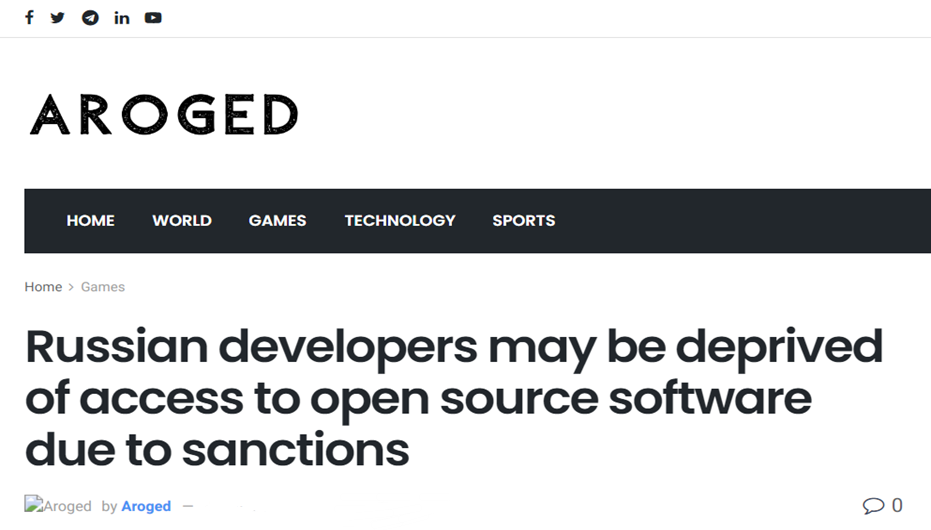 AROGED
HOME WORLD GAMES TECHNOLOGY SPORTS
Home > Games
Russian developers may be deprived
of access to open source software
due to sanctions
Aroged by Aroged — 0